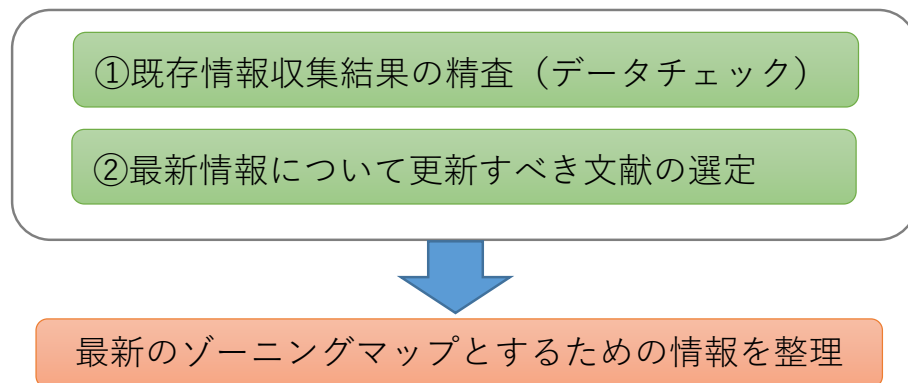 ①既存情報収集結果の精査（データチェック）
②最新情報について更新すべき文献の選定
最新のゾーニングマップとするための情報を整理